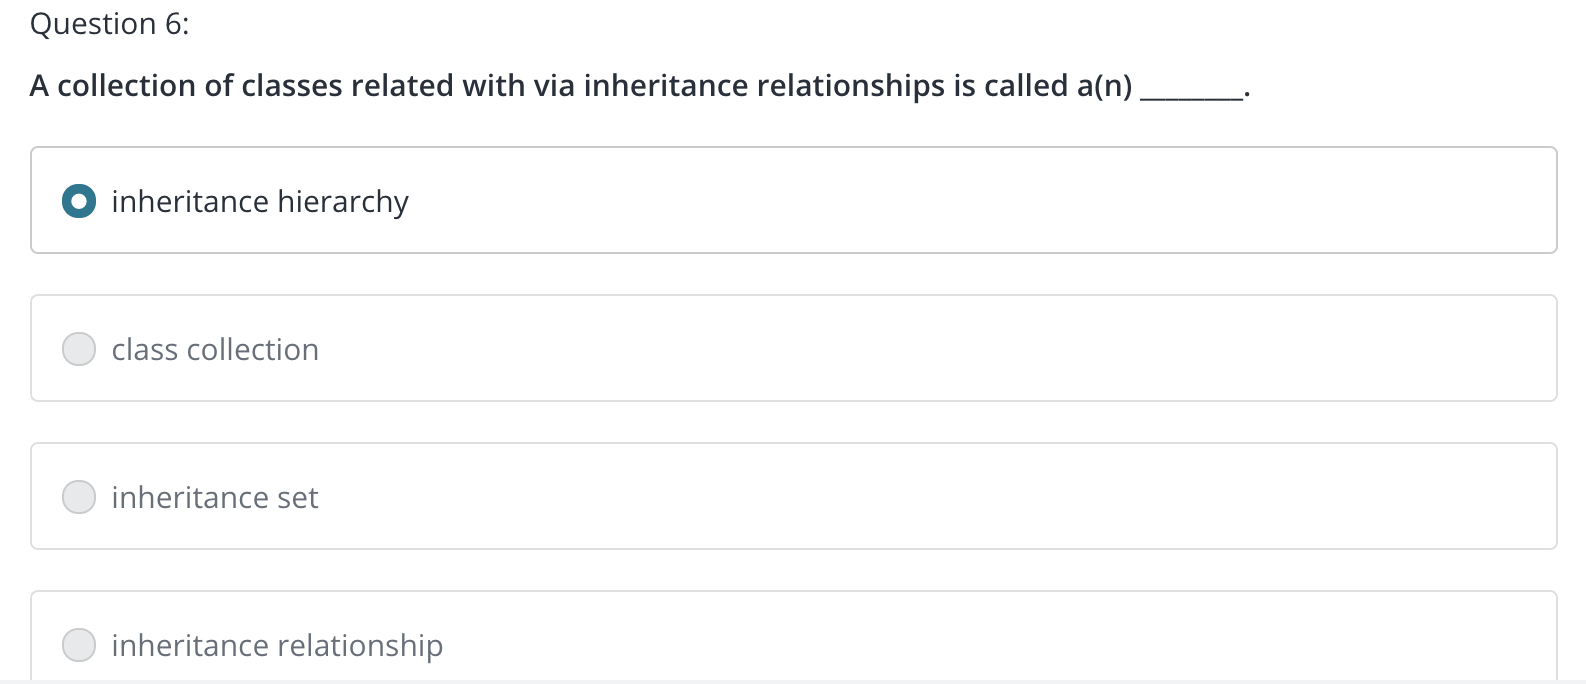 Question 6:
A collection of classes related with via inheritance relationships is called a(n) ________.
inheritance hierarchy
class collection
inheritance set
inheritance relationship